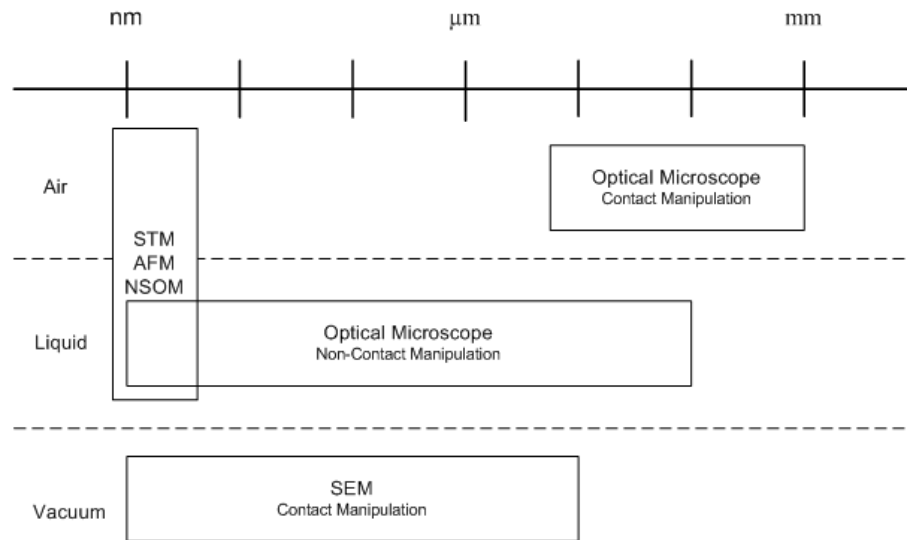 nm
μm
mm
Air
Optical Microscope
Contact Manipulation
STM
AFM
NSOM
Liquid
Optical Microscope
Non-Contact Manipulation
Vacuum
SEM
Contact Manipulation